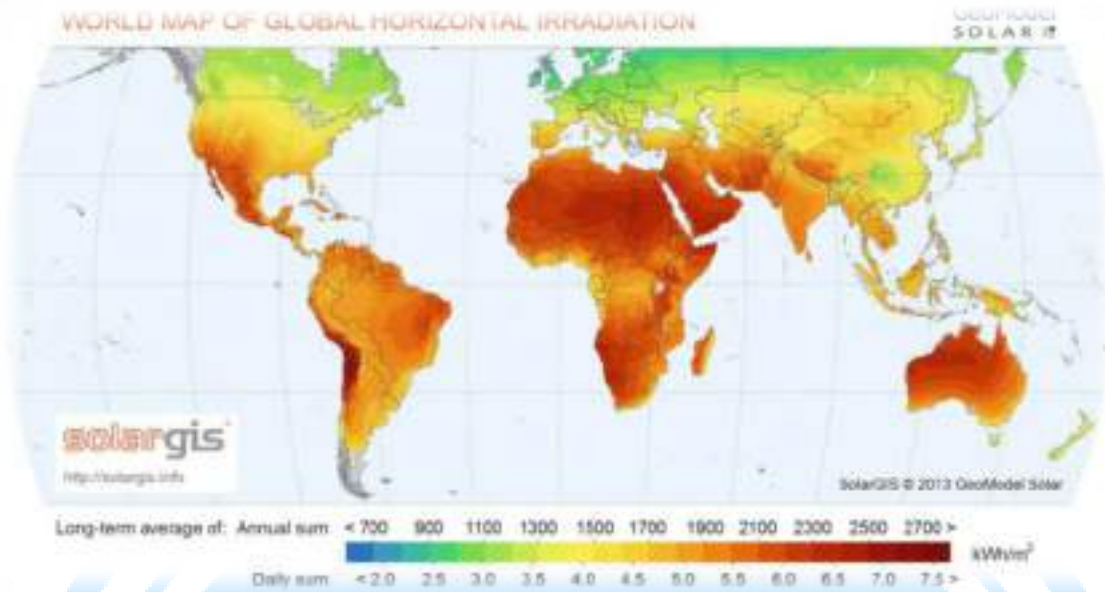 WORLD MAP OF GLOBAL HORIZONTAL IRRADIATION
GeoModel
SOLAR
solargis
http://solargis.info
SolarGIS © 2013 GeoModel Solar
Long-term average of: Annual sum < 700 900 1100 1300 1500 1700 1900 2100 2300 2500 2700 >
kWh/m²
Daily sum < 2.0 2.5 3.0 3.5 4.0 4.5 5.0 5.5 6.0 6.5 7.0 7.5 >